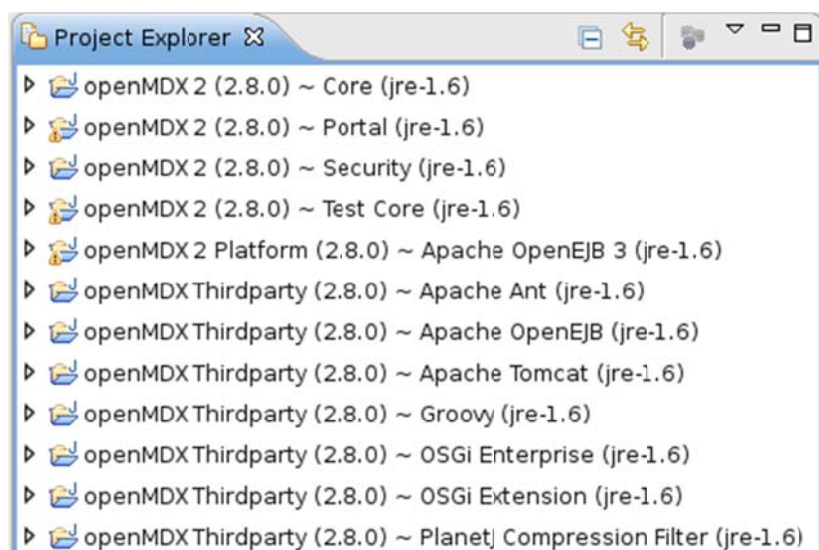 Project Explorer
openMDX 2 (2.8.0) ~ Core (jre-1.6)
openMDX 2 (2.8.0) ~ Portal (jre-1.6)
openMDX 2 (2.8.0) ~ Security (jre-1.6)
openMDX 2 (2.8.0) ~ Test Core (jre-1.6)
openMDX 2 Platform (2.8.0) ~ Apache OpenEJB 3 (jre-1.6)
openMDX Thirdparty (2.8.0) ~ Apache Ant (jre-1.6)
openMDX Thirdparty (2.8.0) ~ Apache OpenEJB (jre-1.6)
openMDX Thirdparty (2.8.0) ~ Apache Tomcat (jre-1.6)
openMDX Thirdparty (2.8.0) ~ Groovy (jre-1.6)
openMDX Thirdparty (2.8.0) ~ OSGi Enterprise (jre-1.6)
openMDX Thirdparty (2.8.0) ~ OSGi Extension (jre-1.6)
openMDX Thirdparty (2.8.0) ~ PlanetJ Compression Filter (jre-1.6)